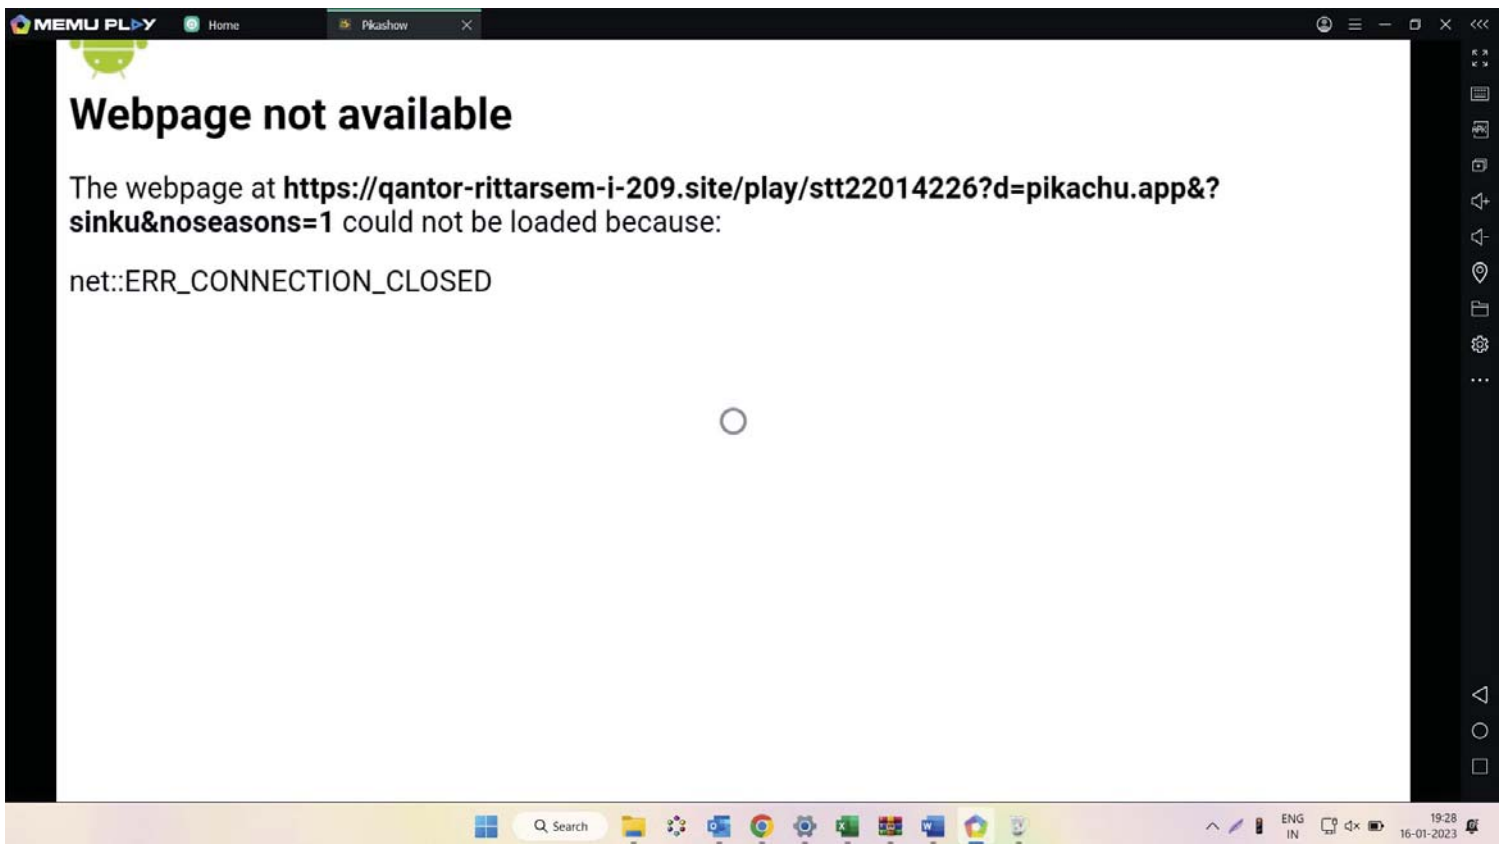 MEMU PLAY
Home
Pikashow
Webpage not available
The webpage at https://qantor-rittarsem-i-209.site/play/stt22014226?d=pikachu.app&?
sinku&noseasons=1 could not be loaded because:
net::ERR_CONNECTION_CLOSED
APK
Search
ENG
IN
19:28
16-01-2023